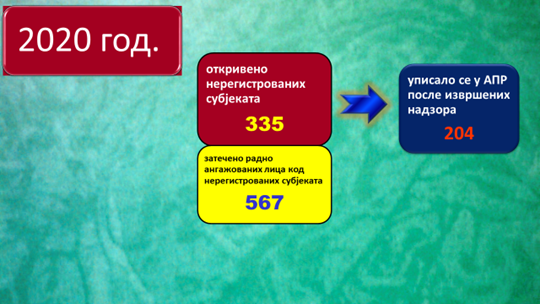 2020 год.
откривено
нерегистрованих
субјеката
335
затечено радно
ангажованих лица код
нерегистрованих субјеката
567
уписало се у АПР
после извршених
надзора
204